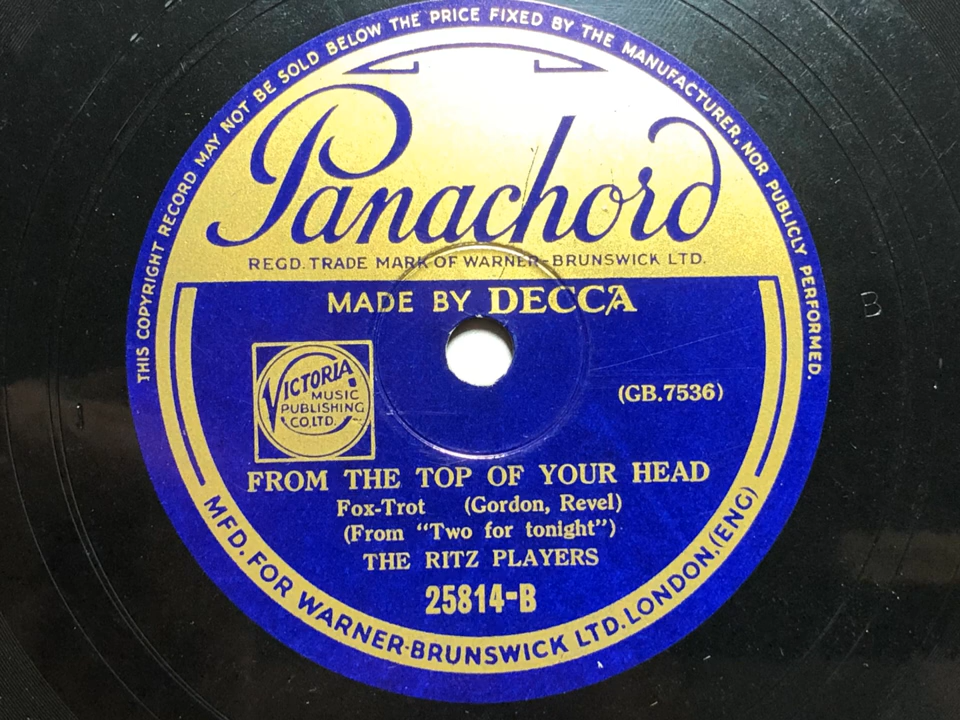 THIS COPYRIGHT RECORD MAY NOT BE SOLD BELOW THE PRICE FIXED BY THE MANUFACTURER, NOR PUBLICLY PERFORMED.
Panachord
REGD. TRADE MARK OF WARNER-BRUNSWICK LTD.
MADE BY DECCA
B
VICTORIA
MUSIC
PUBLISHING
CO, LTD.
(GB.7536)
FROM THE TOP OF YOUR HEAD
Fox-Trot (Gordon, Revel)
(From "Two for tonight")
THE RITZ PLAYERS
25814-B
MFD. FOR WARNER-BRUNSWICK LTD. LONDON, (ENG)